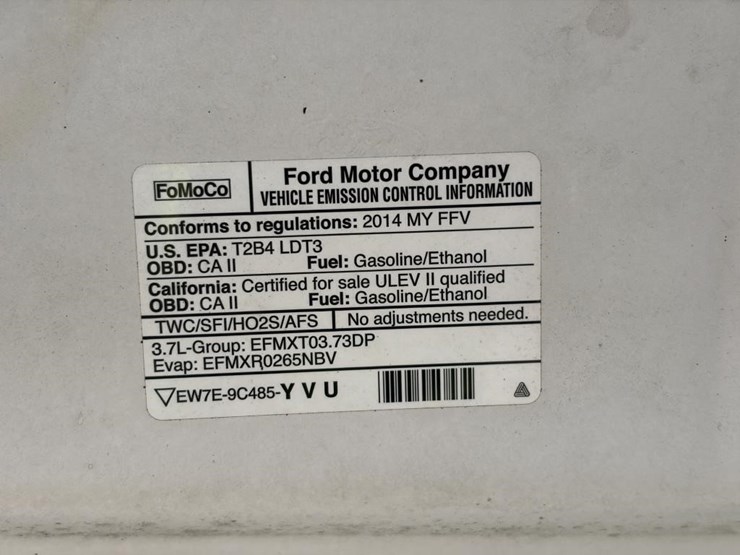 FoMoCo
Ford Motor Company
VEHICLE EMISSION CONTROL INFORMATION
Conforms to regulations: 2014 MY FFV
U.S. EPA: T2B4 LDT3
OBD: CA II Fuel: Gasoline/Ethanol
California: Certified for sale ULEV II qualified
OBD: CA II Fuel: Gasoline/Ethanol
TWC/SFI/HO2S/AFS No adjustments needed.
3.7L-Group: EFMXT03.73DP
Evap: EFMXR0265NBV
▽EW7E-9C485-Y V U